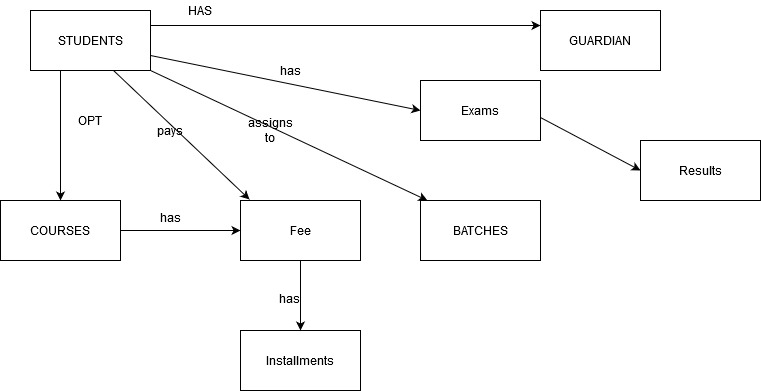 HAS
STUDENTS
GUARDIAN
has
Exams
OPT
pays
assigns
to
Results
COURSES
has
Fee
BATCHES
has
Installments